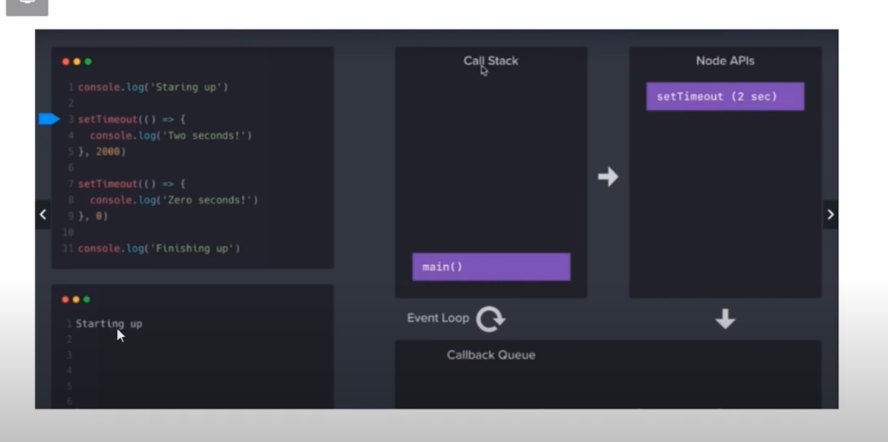 1 console.log('Staring up')
2
3 setTimeout(() => {
4 console.log('Two seconds!')
5 }, 2000)
6
7 setTimeout(() => {
8 console.log('Zero seconds!')
9 }, 0)
10
11 console.log('Finishing up')
1 Starting up
2
3
4
5
6
Call Stack
main()
Node APIs
setTimeout (2 sec)
Event Loop
Callback Queue